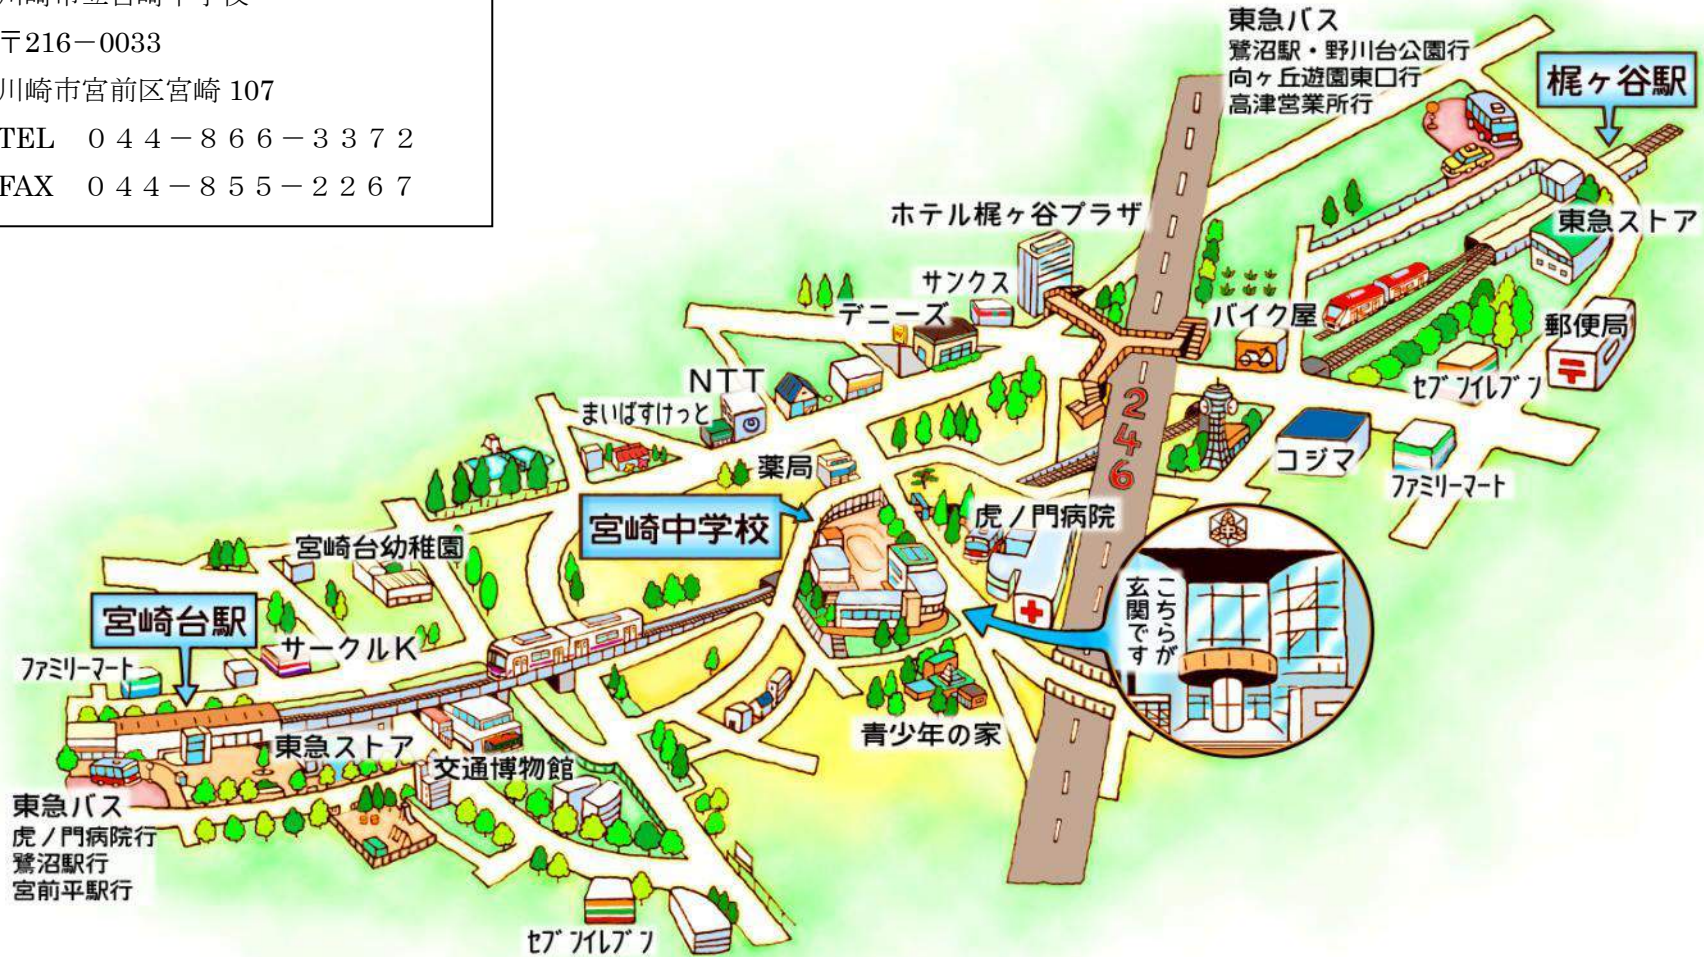 川崎市立宮崎中学校
〒216－0033
川崎市宮前区宮崎 107
TEL ０４４－８６６－３３７２
FAX ０４４－８５５－２２６７
東急バス
鷺沼駅・野川台公園行
向ヶ丘遊園東口行
高津営業所行
梶ヶ谷駅
東急ストア
ホテル梶ヶ谷プラザ
サンクス
デニーズ
バイク屋
郵便局
セブンイレブン
NTT
まいばすけっと
246
コジマ
ファミリーマート
薬局
宮崎中学校
虎ノ門病院
こちらが
玄関です
宮崎台幼稚園
宮崎台駅
サークルK
ファミリーマート
東急ストア
交通博物館
青少年の家
東急バス
虎ノ門病院行
鷺沼駅行
宮前平駅行
セブンイレブン